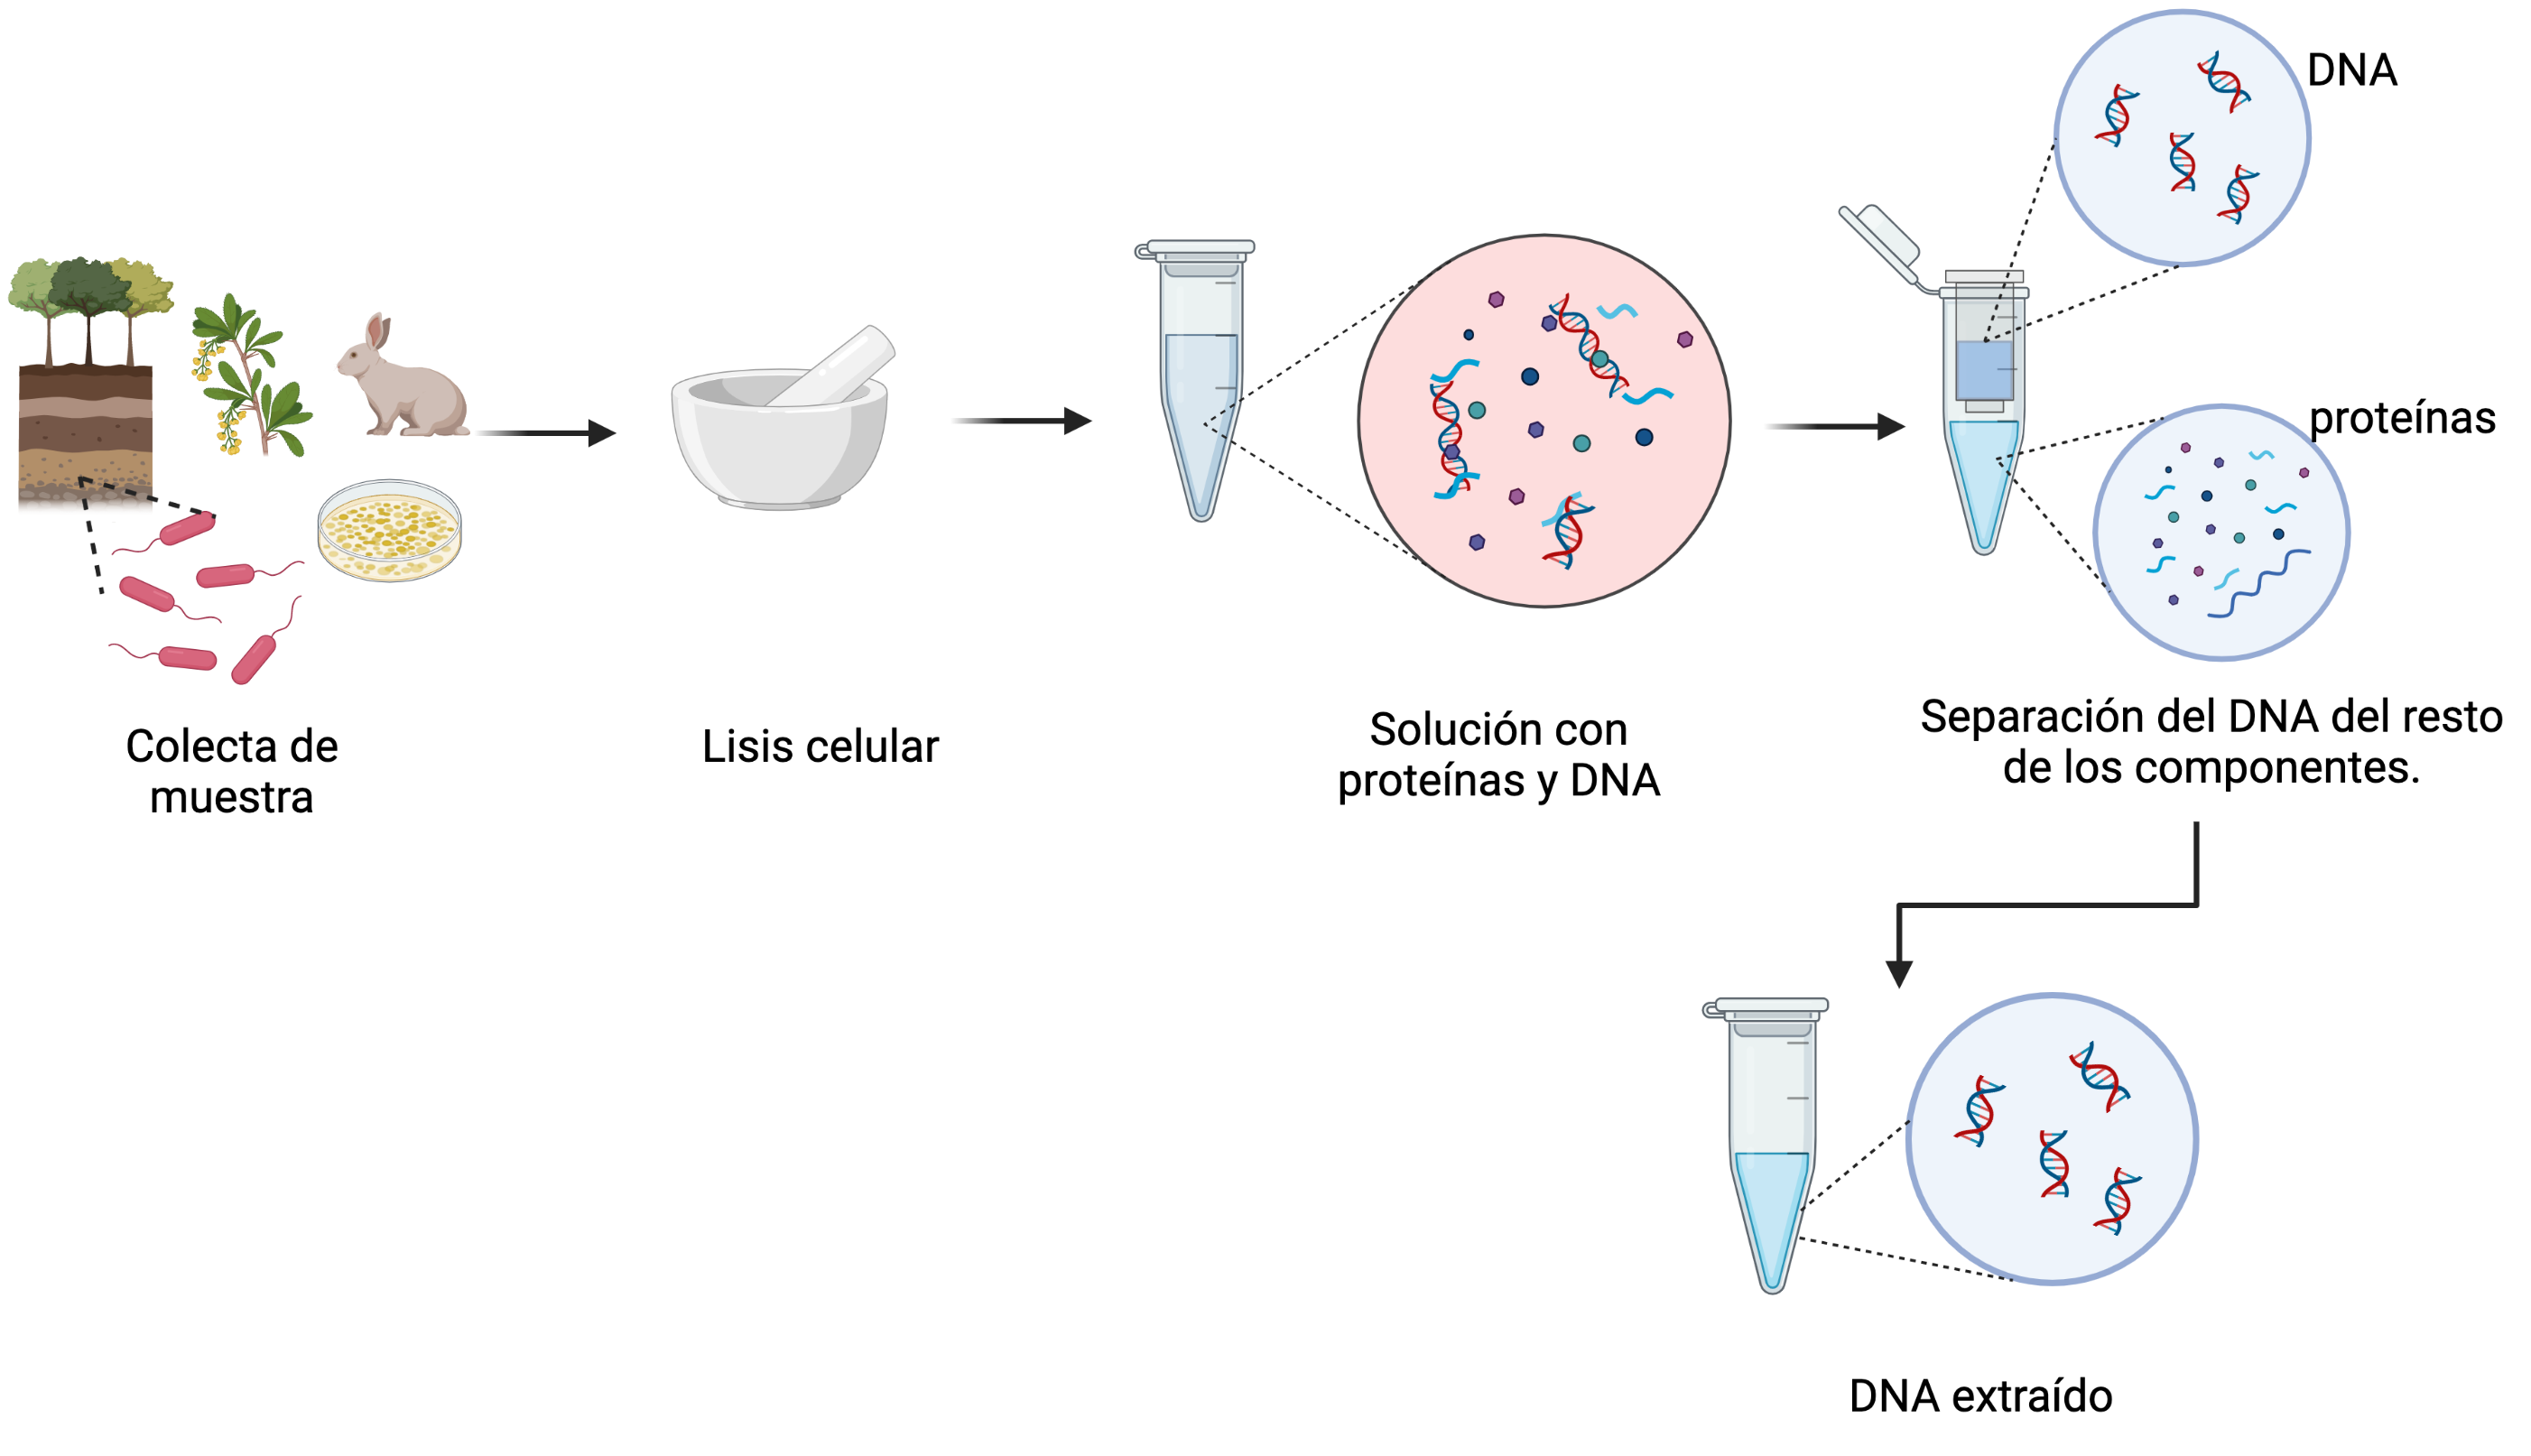 DNA
proteínas
Colecta de
muestra
Lisis celular
Solución con
proteínas y DNA
Separación del DNA del resto
de los componentes.
DNA extraído